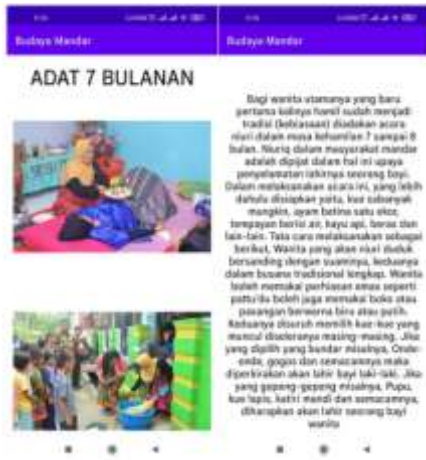 Budaya Mandar
ADAT 7 BULANAN
Budaya Mandar
Bagi wanita utamanya yang baru
pertama kalinya hamil sudah menjadi
tradisi (kebiasaan) diadakan acara
niuri dalam masa kehamilan 7 sampai 8
bulan. Niuriq dalam masyarakat mandar
adalah dipijat dalam hal ini upaya
penyelamatan lahirnya seorang bayi.
Dalam melaksanakan acara ini, yang lebih
dahulu disiapkan yaitu, kue sebanyak
mungkin, ayam betina satu ekor,
tempayan berisi air, kayu api, beras dan
lain-lain. Tata cara melaksanakan sebagai
berikut, Wanita yang akan niuri duduk
bersanding dengan suaminya, keduanya
dalam busana tradisional lengkap. Wanita
boleh memakai perhiasan emas seperti
pattu'du boleh juga memakai boko atau
pasangan berwarna biru atau putih.
Keduanya disuruh memilih kue-kue yang
muncul diseleranya masing-masing. Jika
yang dipilih yang bundar misalnya, Onde-
onde, gogos dan semacamnya maka
diperkirakan akan lahir bayi laki-laki. Jika
yang gepeng-gepeng misalnya, Pupu,
kue lapis, katiri mandi dan semacamnya,
diharapkan akan lahir seorang bayi
wanita